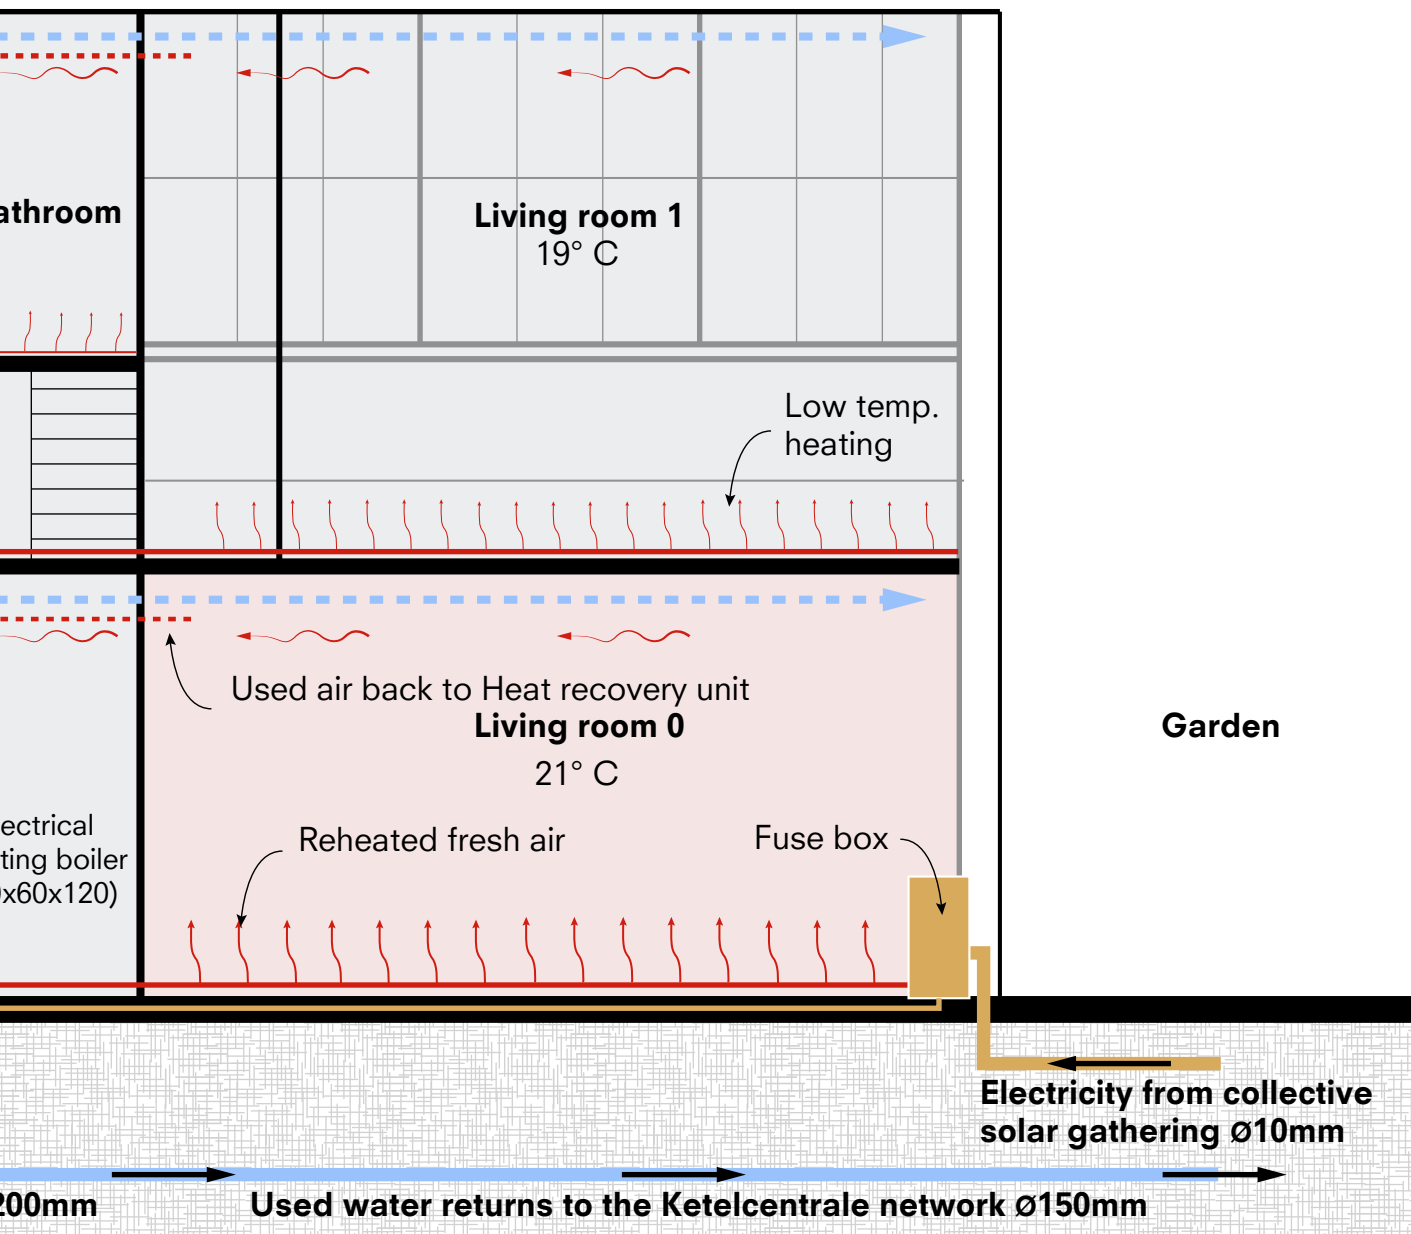 athroom
Living room 1
19° C
Low temp.
heating
Used air back to Heat recovery unit
Living room 0
21° C
Garden
ectrical
ting boiler
x60x120)
Reheated fresh air
Fuse box
Electricity from collective
solar gathering Ø10mm
200mm
Used water returns to the Ketelcentrale network Ø150mm